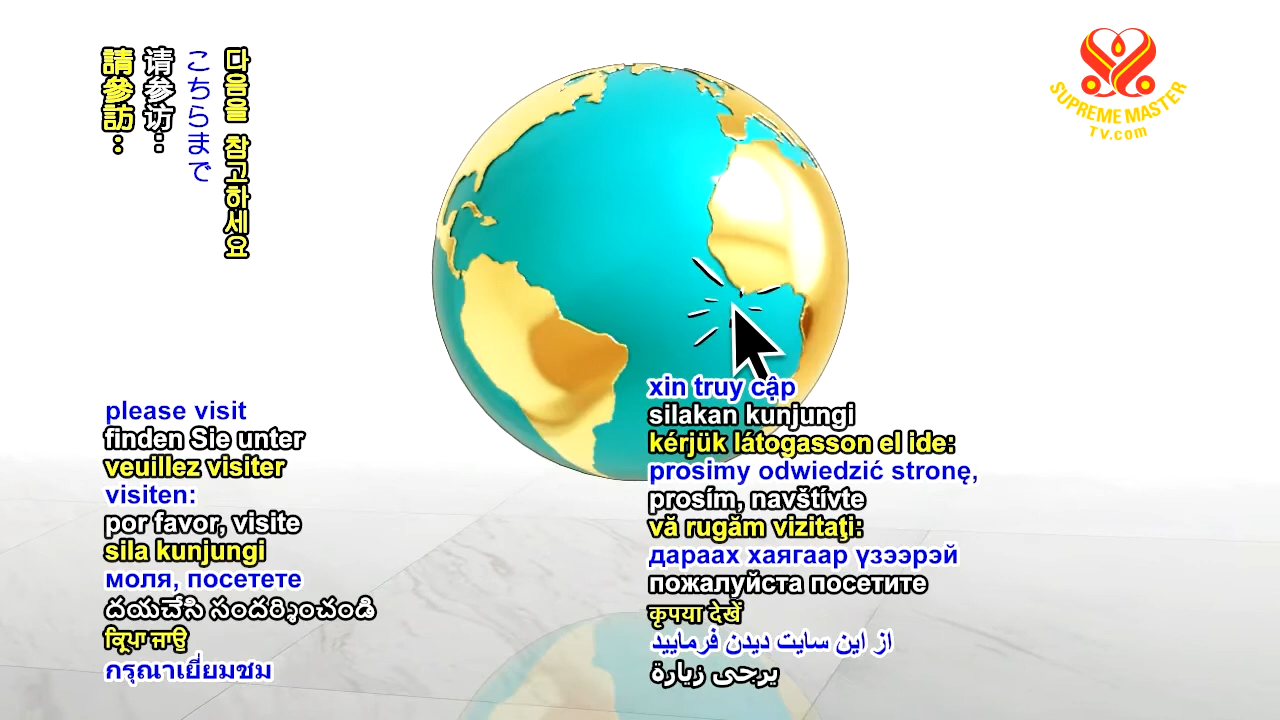 請參訪：
请参访：
こちらまで
다음을 참고하세요
SUPREME MASTER
TV.com
please visit
finden Sie unter
veuillez visiter
visiten:
por favor, visite
sila kunjungi
моля, посетете
దయచేసి సందర్శించండి
ਕ੍ਰਿਪਾ ਜਾਉ
กรุณาเยี่ยมชม
xin truy cập
silakan kunjungi
kérjük látogasson el ide:
prosimy odwiedzić stronę,
prosím, navštívte
vă rugăm vizitaţi:
дараах хаягаар үзээрэй
пожалуйста посетите
कृपया देखें
از این سایت دیدن فرمایید
يرجى زيارة